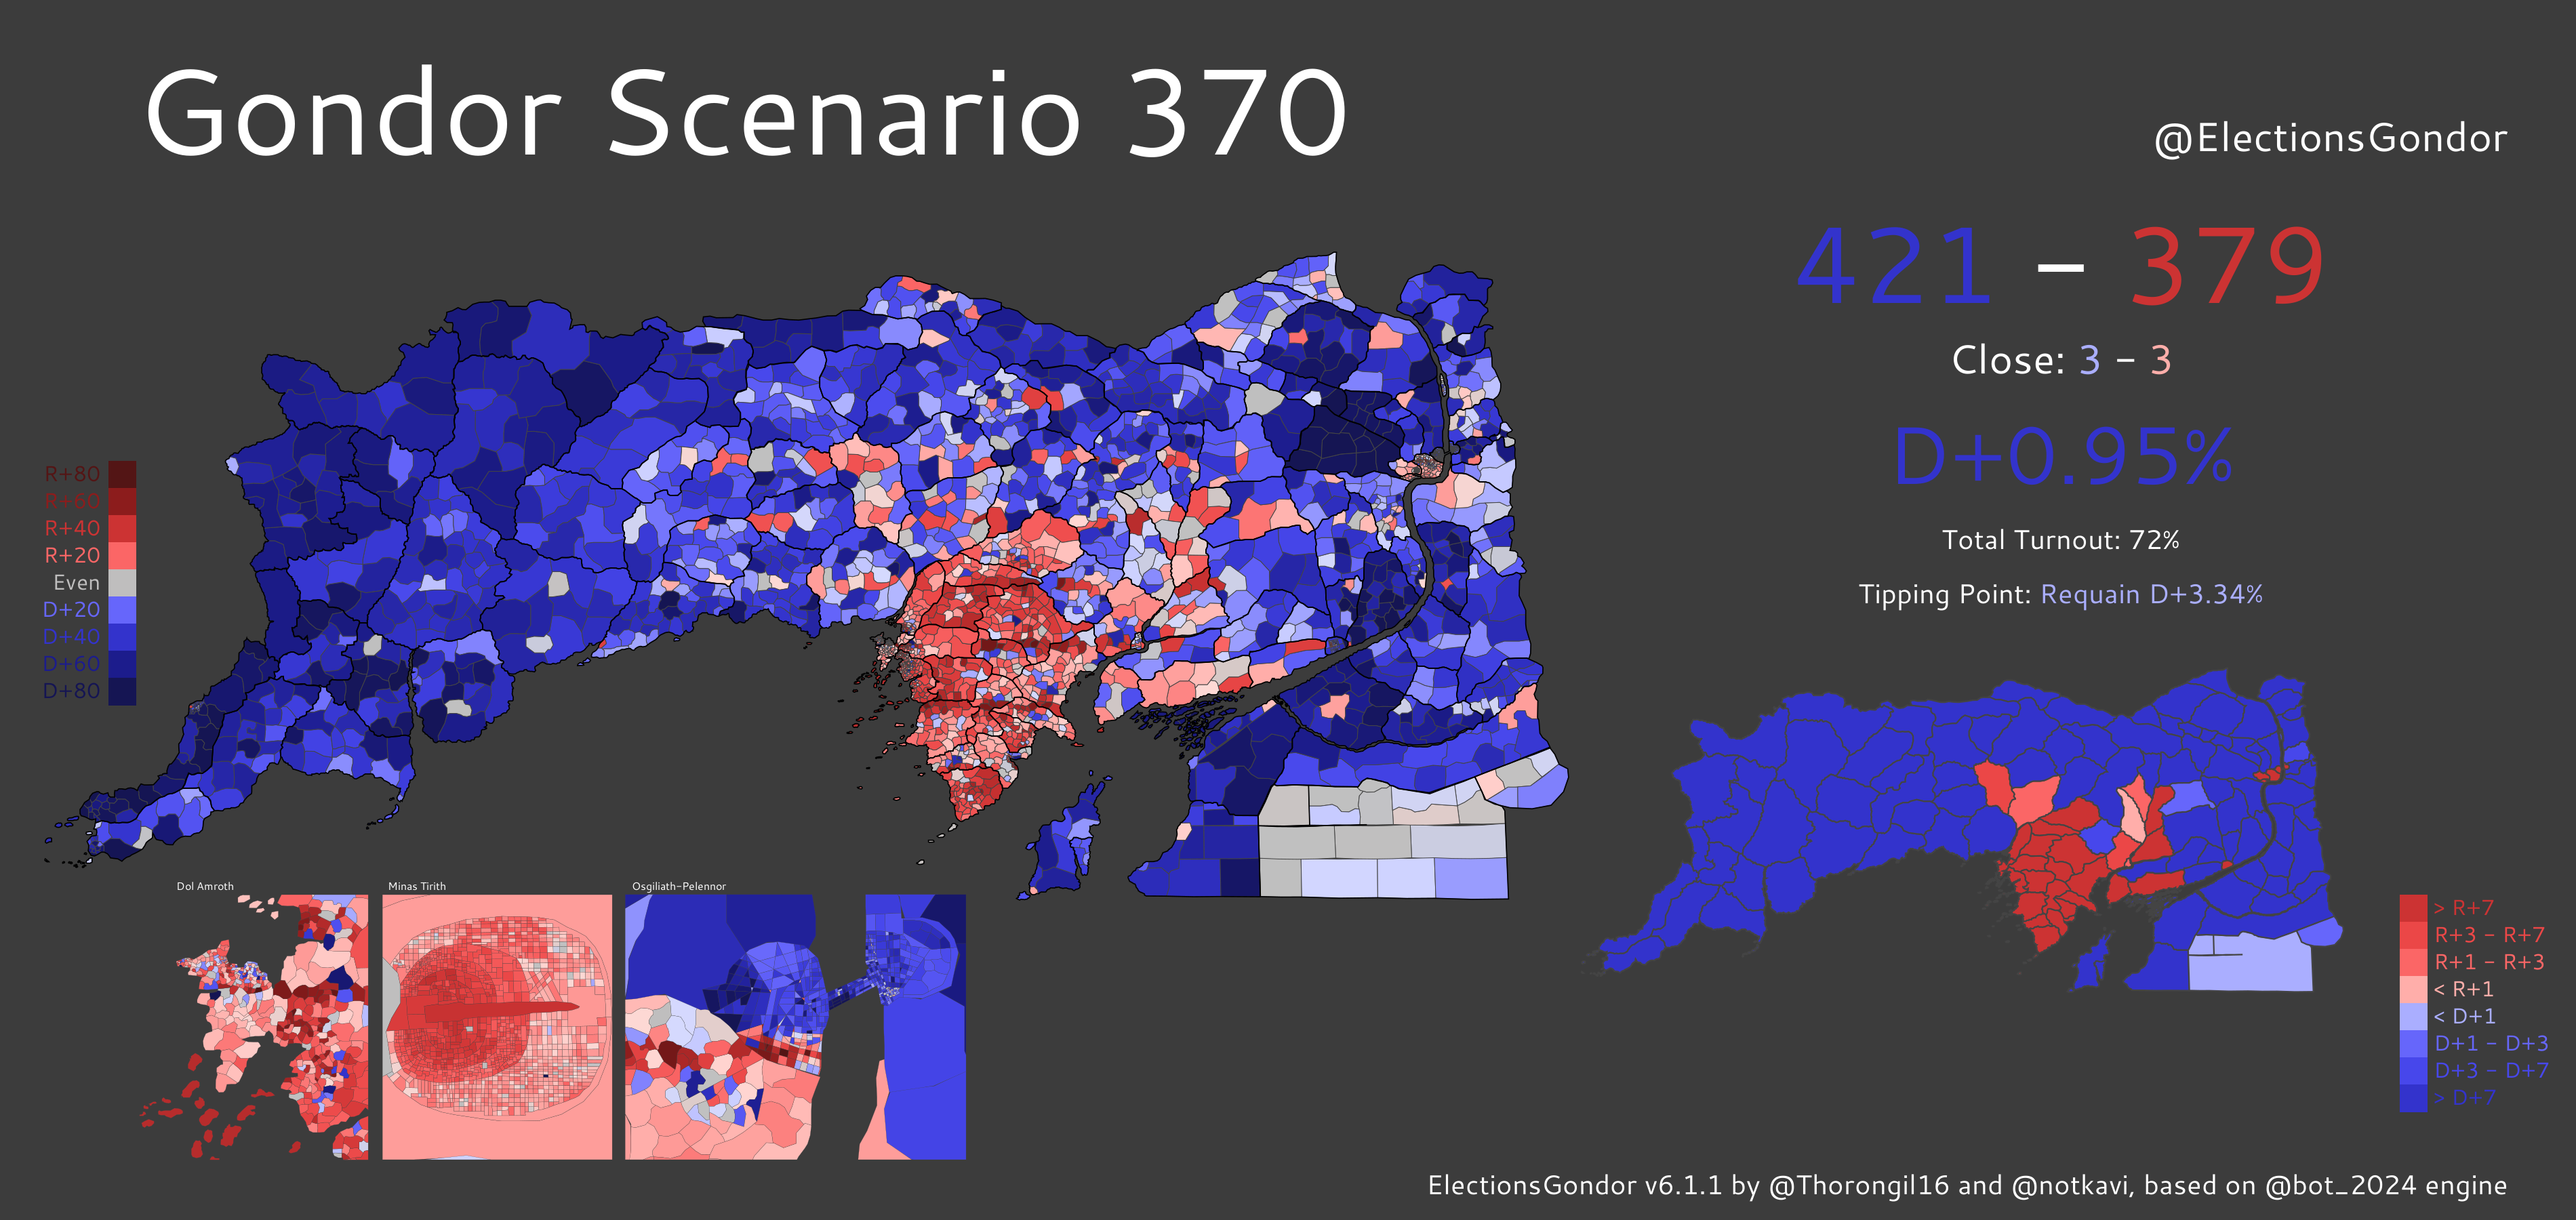 Gondor Scenario 370
@ElectionsGondor
421 – 379
Close: 3 – 3
D+0.95%
Total Turnout: 72%
Tipping Point: Requain D+3.34%
R+80
R+60
R+40
R+20
Even
D+20
D+40
D+60
D+80
Dol Amroth
Minas Tirith
Osgiliath-Pelennor
> R+7
R+3 – R+7
R+1 – R+3
< R+1
< D+1
D+1 – D+3
D+3 – D+7
> D+7
ElectionsGondor v6.1.1 by @Thorongil16 and @notkavi, based on @bot_2024 engine